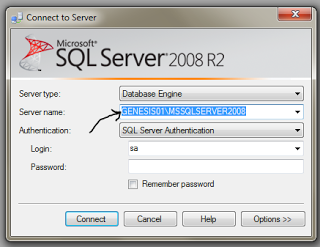 Connect to Server
Microsoft®
SQL Server® 2008 R2
Server type: Database Engine
Server name: GENESIS01\MSSQLSERVER2008
Authentication: SQL Server Authentication
Login: sa
Password:
Remember password
Connect Cancel Help Options >>